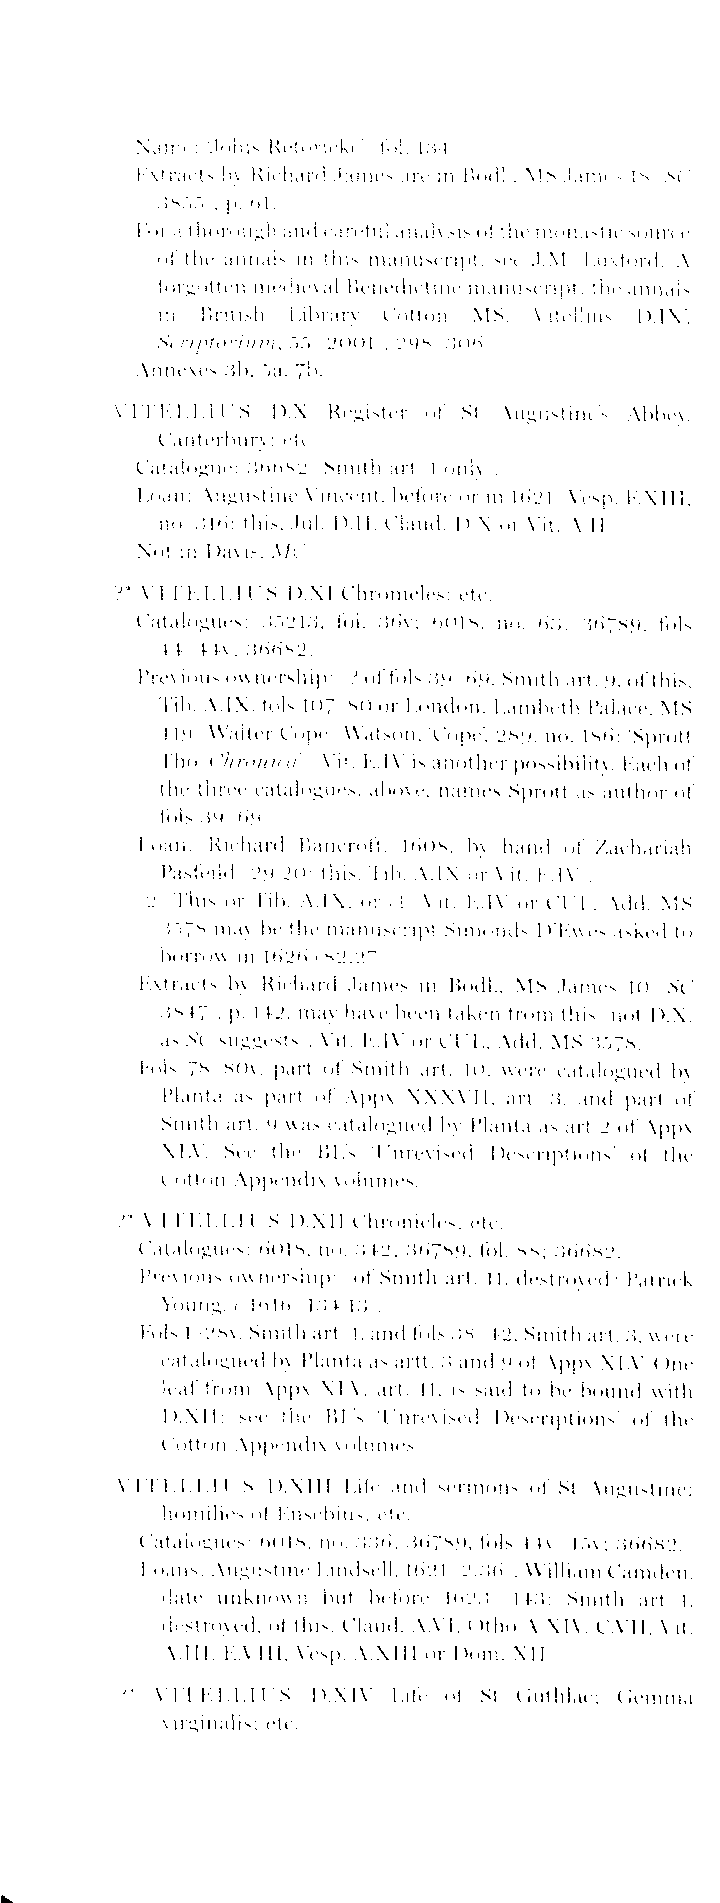 Name: 'Johns Retoneke', fol. 134.
Extracts by Richard James are in Bodl., MS James 18 (SC
3855), p. 61.
For a thorough and careful analysis of the monastic source
of the annals in this manuscript, see J.M. Luxford, 'A
forgotten medieval Benedictine manuscript: the annals
in British Library Cotton MS. Vitellius D.IX',
Scriptorium, 55 (2001), 298–306.
Annexes 3b, 5a, 7b.
VITELLIUS D.X Register of St Augustine's Abbey,
Canterbury; etc.
Catalogue: 36682 (Smith art. 1 only).
Loan: Augustine Vincent, before or in 1621 (Vesp. F.XIII,
no. 316: this, Jul. D.II, Claud. D.X or Vit. A.II).
Not in Davis, MC.
?* VITELLIUS D.XI Chronicles; etc.
Catalogues: 35213, fol. 36v; 6018, no. 63; 36789, fols
44–44v; 36682.
Previous ownership: (? of fols 39–69, Smith art. 9, of this,
Tib. A.IX, fols 107–80 or London, Lambeth Palace, MS
419) Walter Cope (Watson, 'Cope', 289, no. 186: 'Sprott
Tho. Chronica'). Vit. E.IV is another possibility. Each of
the three catalogues, above, names Sprott as author of
fols 39–69.
Loan: Richard Bancroft, 1608, by hand of Zachariah
Pasfeild (29.20: this, Tib. A.IX or Vit. E.IV).
(?) This or Tib. A.IX, or (?) Vit. E.IV or CUL, Add. MS
3578 may be the manuscript Simonds D'Ewes asked to
borrow in 1626 (82.27).
Extracts by Richard James in Bodl., MS James 10 (SC
3847), p. 142, may have been taken from this (not D.X,
as SC suggests), Vit. E.IV or CUL, Add. MS 3578.
Fols 78–80v, part of Smith art. 10, were catalogued by
Planta as part of Appx XXXVII, art. 3, and part of
Smith art. 9 was catalogued by Planta as art 2 of Appx
XLV. See the BL's 'Unrevised Descriptions' of the
Cotton Appendix volumes.
?* VITELLIUS D.XII Chronicles, etc.
Catalogues: 6018, no. 342; 36789, fol. 88; 36682.
Previous ownership: (of Smith art. 11, destroyed) Patrick
Young, c.1616 (134.13).
Fols 1–28v, Smith art. 1, and fols 38–42, Smith art. 3, were
catalogued by Planta as artt. 3 and 9 of Appx XLV. One
leaf from Appx XLV, art. 11, is said to be bound with
D.XII: see the BL's 'Unrevised Descriptions' of the
Cotton Appendix volumes.
VITELLIUS D.XIII Life and sermons of St Augustine;
homilies of Eusebius, etc.
Catalogues: 6018, no. 336; 36789, fols 44v–45v; 36682.
Loans: Augustine Lindsell, 1621 (2.36); William Camden,
date unknown but before 1623 (143: Smith art 1,
destroyed, of this, Claud. A.VI, Otho A.XIV, C.VII, Vit.
A.III, E.VIII, Vesp. A.XIII or Dom. XII).
?* VITELLIUS D.XIV Life of St Guthlac; Gemma
virginalis; etc.